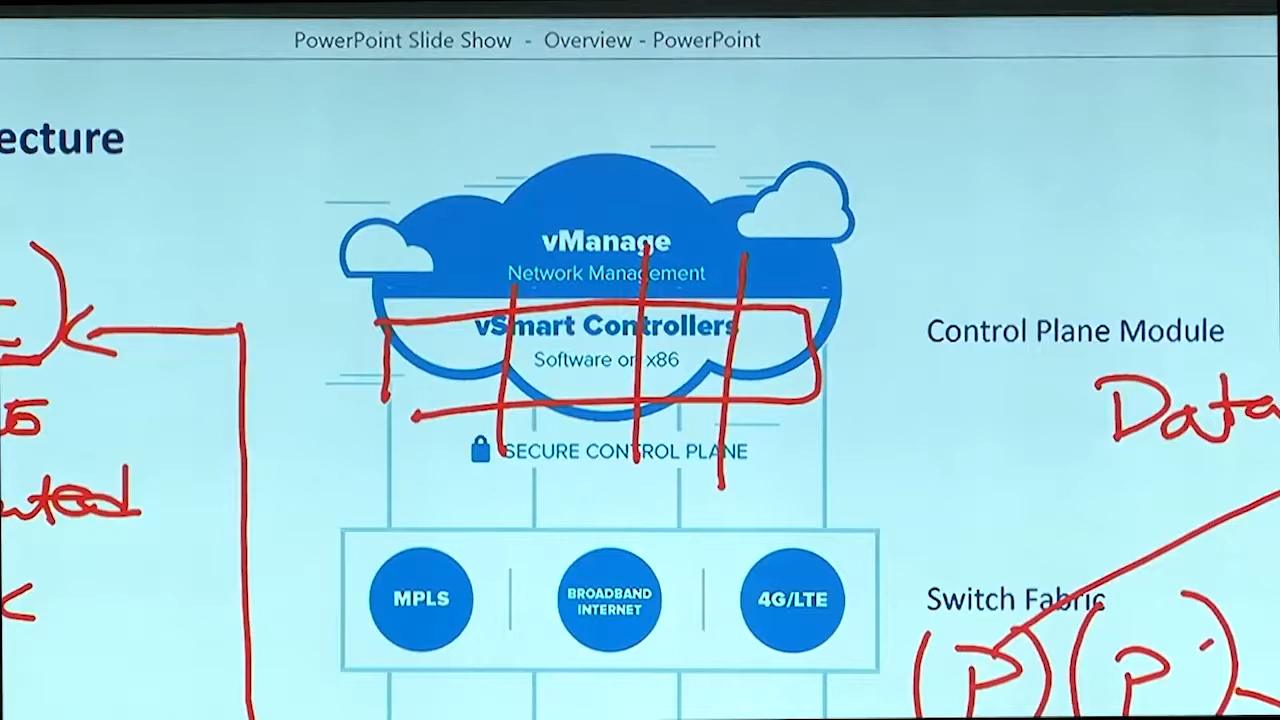 PowerPoint Slide Show - Overview - PowerPoint
ecture
vManage
Network Management
vSmart Controllers
Software on x86
Control Plane Module
Data
SECURE CONTROL PLANE
MPLS
BROADBAND
INTERNET
4G/LTE
Switch Fabric
(P) (P)